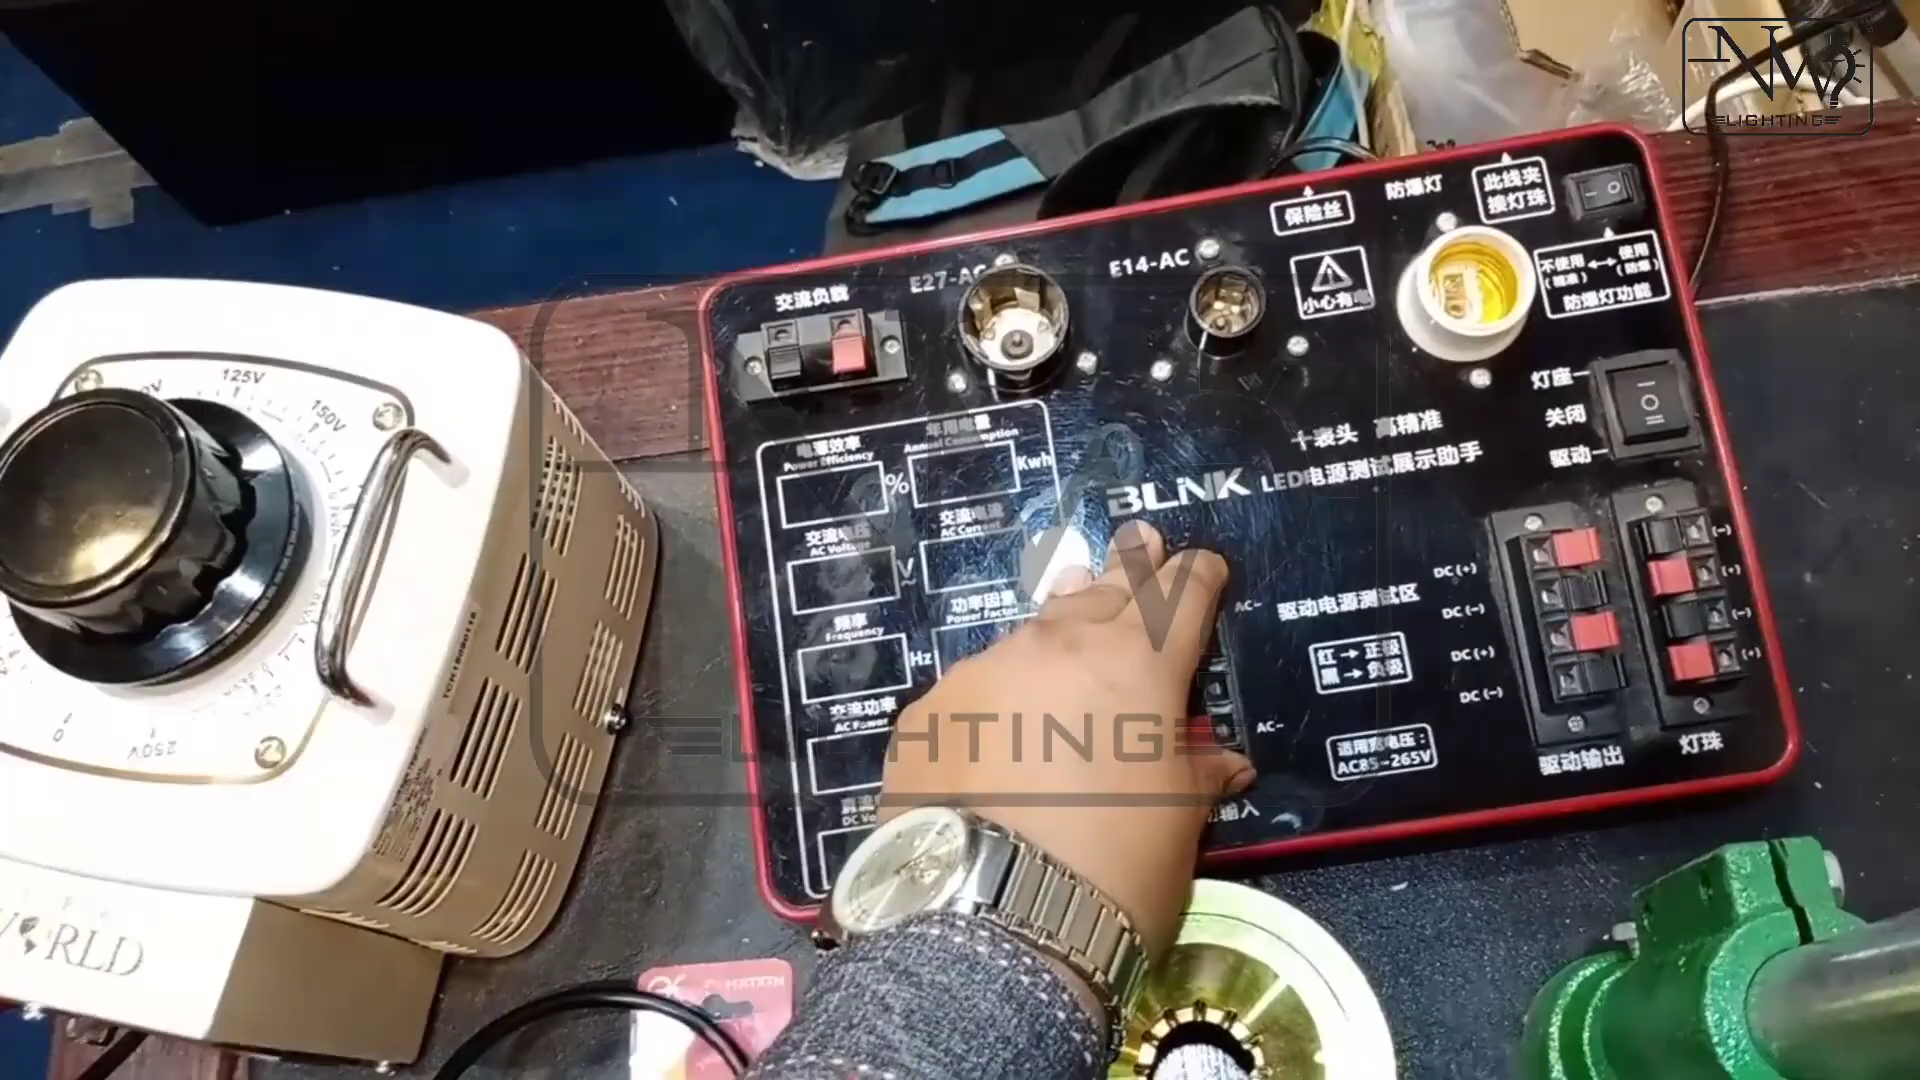 NW
LIGHTING
125V
150V
250V
0
交流负载
E27-AC
E14-AC
保险丝
小心有电
防爆灯
此线夹
接灯珠
不使用 使用
(防爆)
防爆灯功能
灯座
关闭
驱动
十表头 高精准
BLiNK LED电源测试展示助手
电源效率
Power Efficiency
%
年用电量
Annual Consumption
Kwh
交流电压
AC Voltage
V
交流电流
AC Current
频率
Frequency
Hz
功率因素
Power Factor
交流功率
AC Power
AC~
AC~
驱动电源测试区
红→正极
黑→负极
适用宽电压:
AC85~265V
DC(+)
DC(-)
DC(+)
DC(-)
(-)
(+)
(-)
(+)
驱动输出
灯珠
输入
LIGHTING